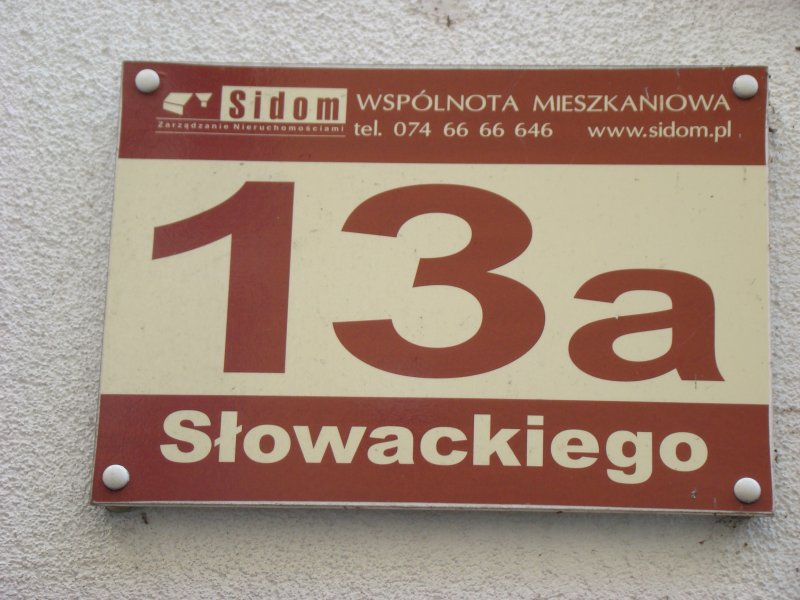 Sidom
Zarządzanie Nieruchomościami
WSPÓLNOTA MIESZKANIOWA
tel. 074 66 66 646 www.sidom.pl
13a
Słowackiego